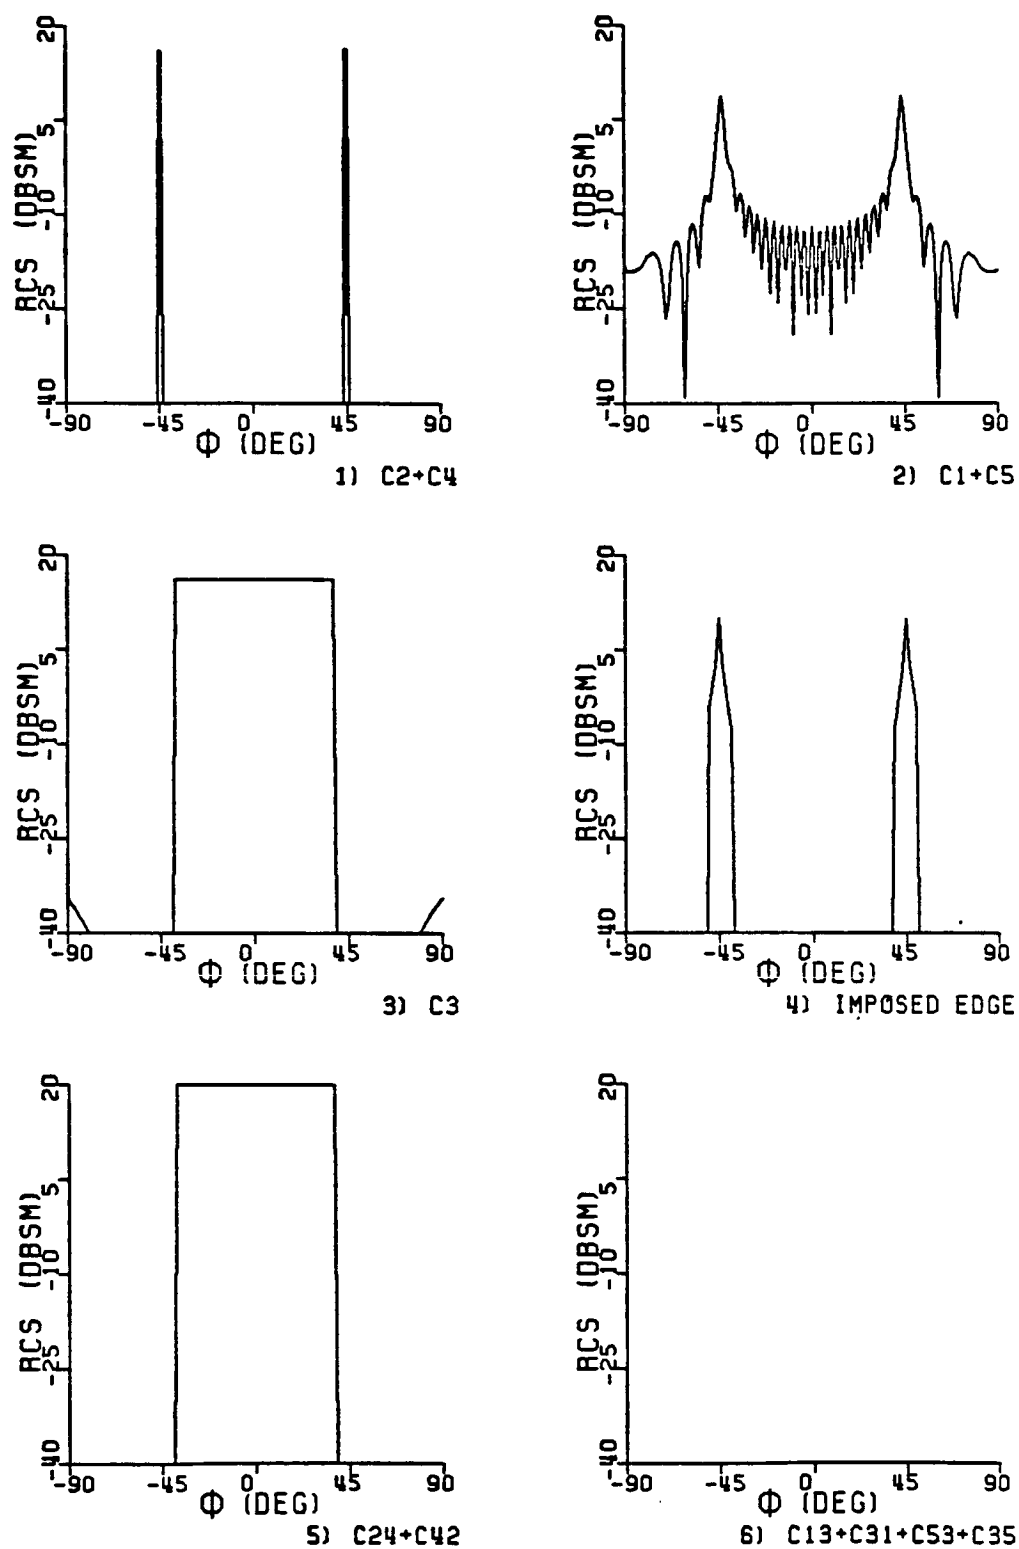 20
5
-10
-25
-40
RCS (DBSM)
-90 -45 0 45 90
Φ (DEG)
1) C2+C4
20
5
-10
-25
-40
RCS (DBSM)
-90 -45 0 45 90
Φ (DEG)
2) C1+C5
20
5
-10
-25
-40
RCS (DBSM)
-90 -45 0 45 90
Φ (DEG)
3) C3
20
5
-10
-25
-40
RCS (DBSM)
-90 -45 0 45 90
Φ (DEG)
4) IMPOSED EDGE
20
5
-10
-25
-40
RCS (DBSM)
-90 -45 0 45 90
Φ (DEG)
5) C24+C42
20
5
-10
-25
-40
RCS (DBSM)
-90 -45 0 45 90
Φ (DEG)
6) C13+C31+C53+C35